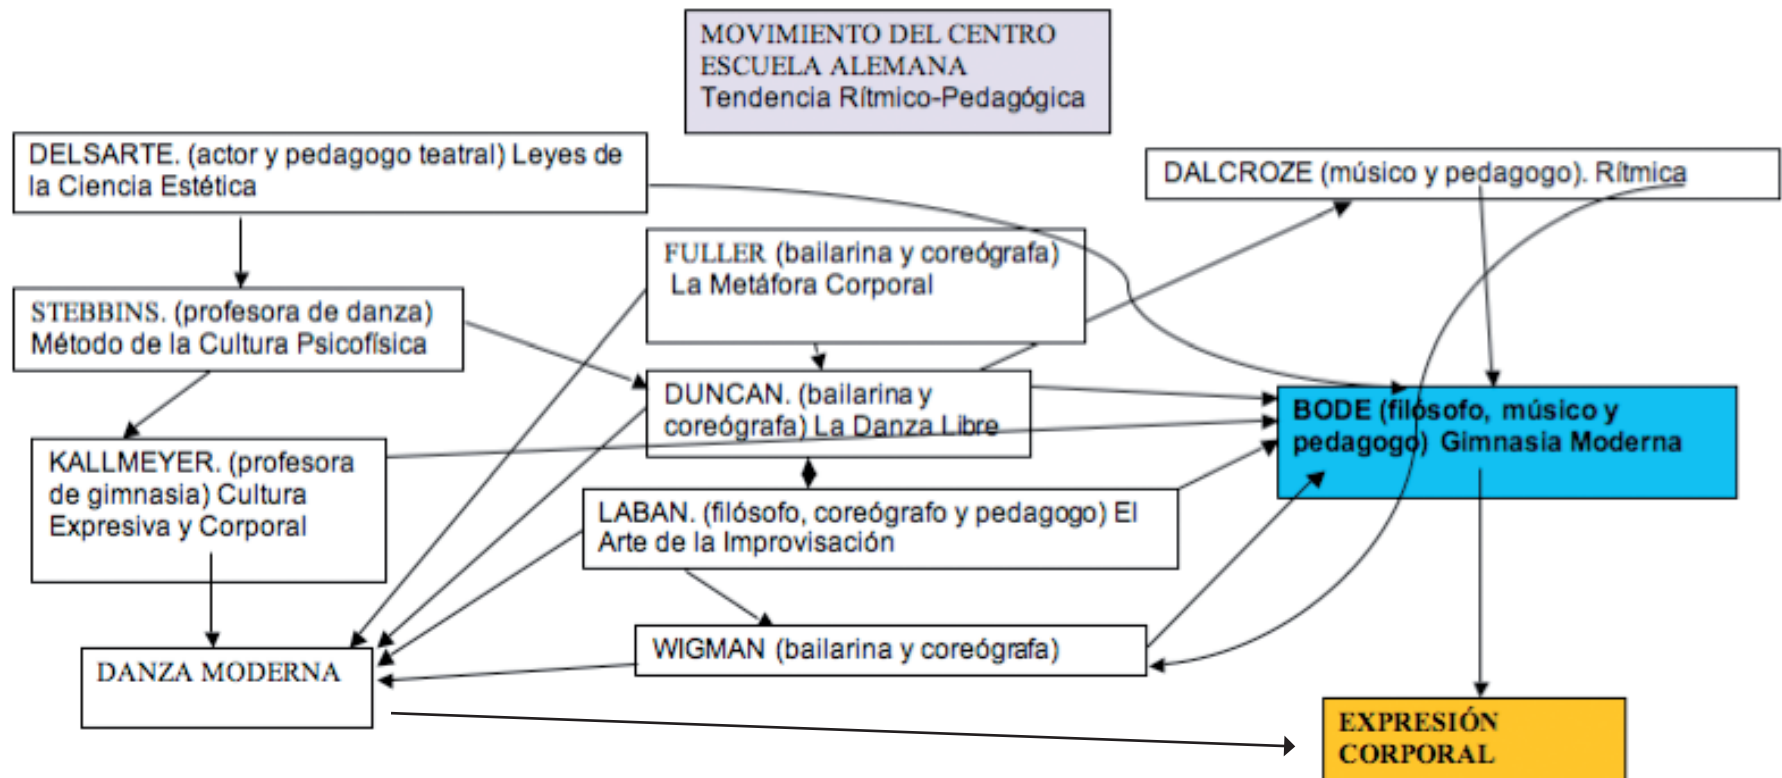 MOVIMIENTO DEL CENTRO
ESCUELA ALEMANA
Tendencia Rítmico-Pedagógica
DELSARTE. (actor y pedagogo teatral) Leyes de
la Ciencia Estética
DALCROZE (músico y pedagogo). Rítmica
FULLER (bailarina y coreógrafa)
La Metáfora Corporal
STEBBINS. (profesora de danza)
Método de la Cultura Psicofísica
DUNCAN. (bailarina y
coreógrafa) La Danza Libre
BODE (filósofo, músico y
pedagogo) Gimnasia Moderna
KALLMEYER. (profesora
de gimnasia) Cultura
Expresiva y Corporal
LABAN. (filósofo, coreógrafo y pedagogo) El
Arte de la Improvisación
WIGMAN (bailarina y coreógrafa)
DANZA MODERNA
EXPRESIÓN
CORPORAL